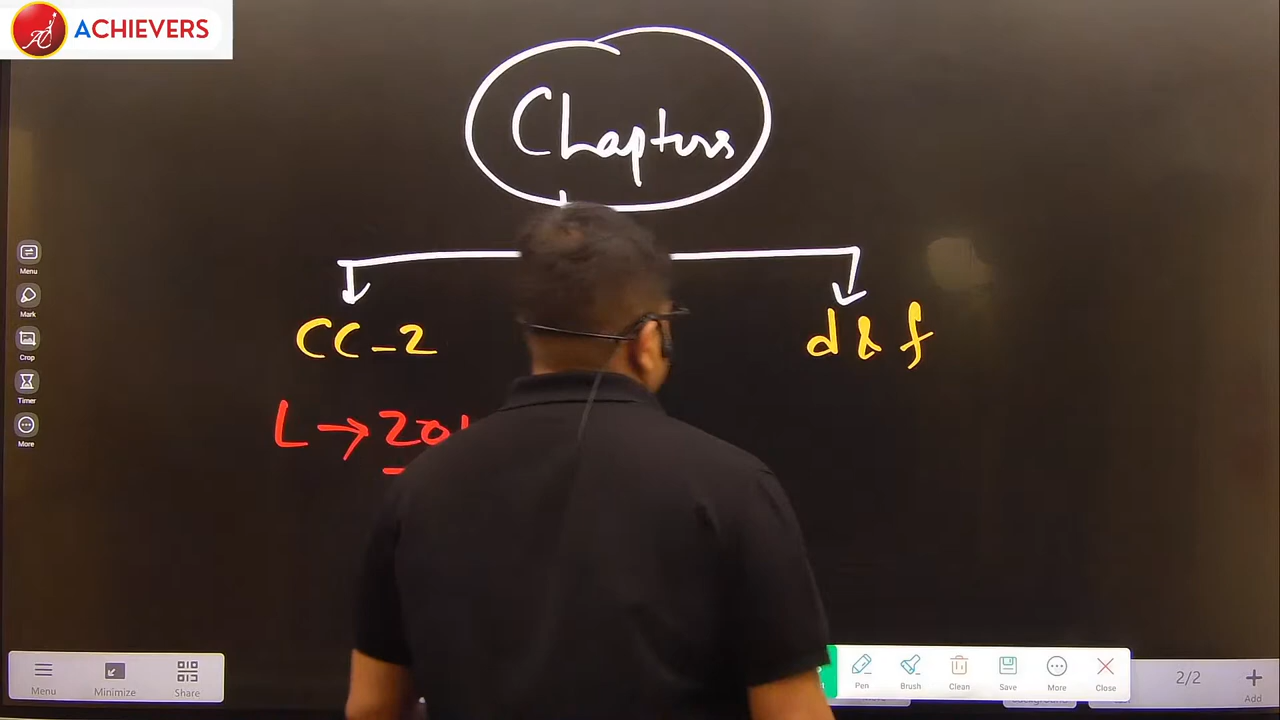 ACHIEVERS
Chapters
CC-2
d & f
L → 20
Menu
Mark
Crop
Timer
More
Menu
Minimize
Share
Pen
Brush
Clean
Save
More
Close
2/2
Add